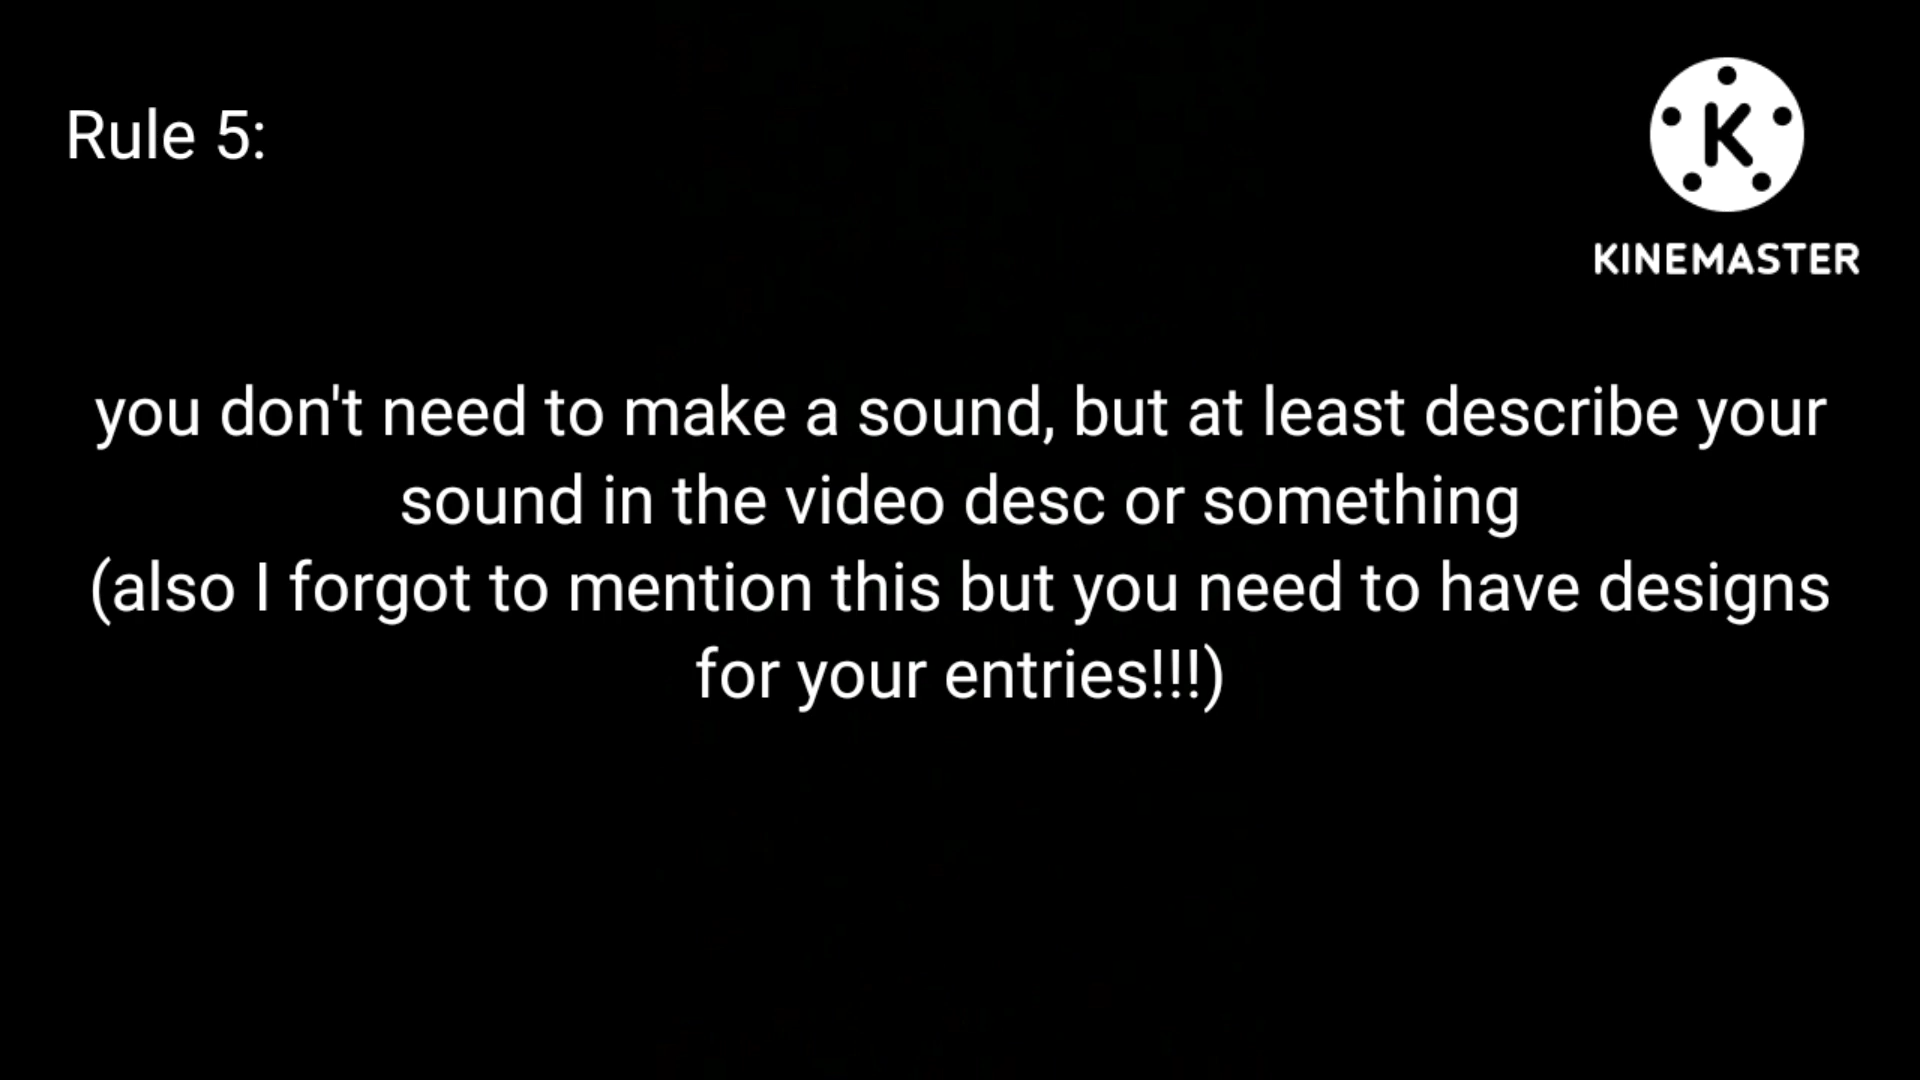 Rule 5:
K
KINEMASTER
you don't need to make a sound, but at least describe your
sound in the video desc or something
(also I forgot to mention this but you need to have designs
for your entries!!!)